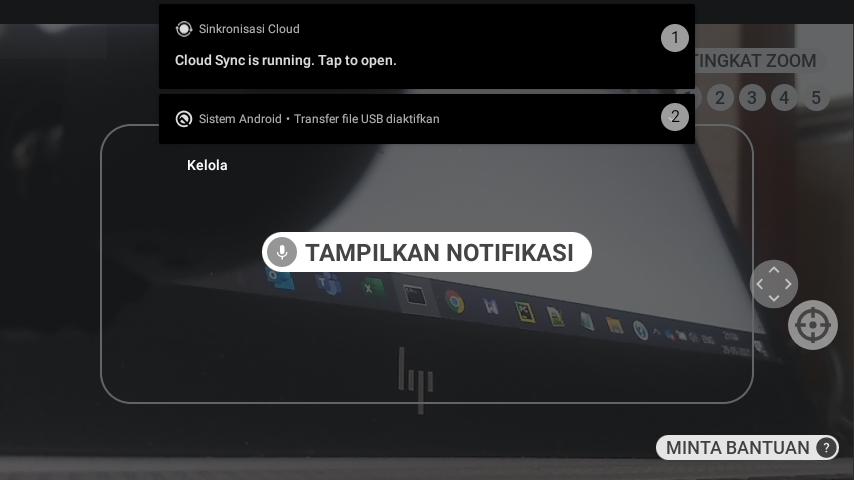 Sinkronisasi Cloud
1
Cloud Sync is running. Tap to open.
TINGKAT ZOOM
2 3 4 5
Sistem Android • Transfer file USB diaktifkan
2
Kelola
TAMPILKAN NOTIFIKASI
hp
MINTA BANTUAN ?